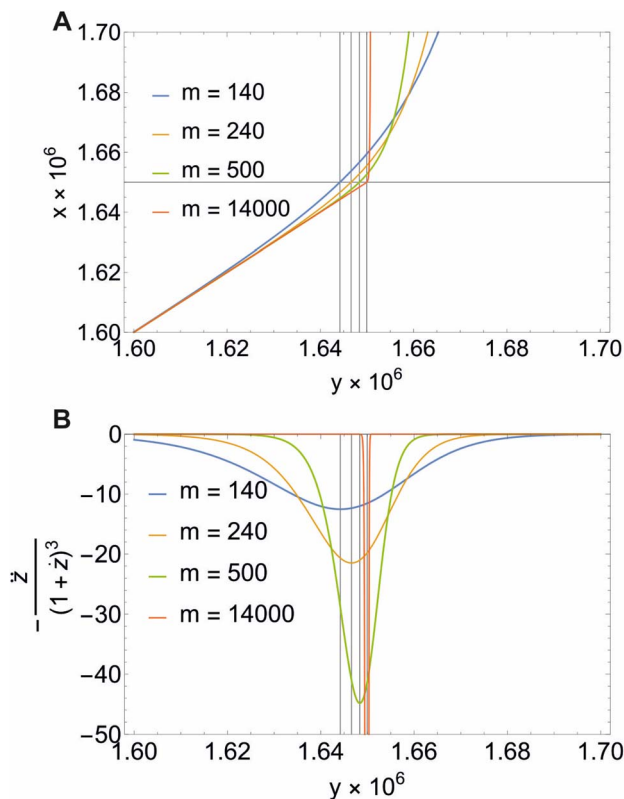 A
1.70
1.68
1.66
1.64
1.62
1.60
x × 10⁶
m = 140
m = 240
m = 500
m = 14000
1.60 1.62 1.64 1.66 1.68 1.70
y × 10⁶
B
0
−10
−20
−30
−40
−50
− z̈ / (1 + ż)³
m = 140
m = 240
m = 500
m = 14000
1.60 1.62 1.64 1.66 1.68 1.70
y × 10⁶